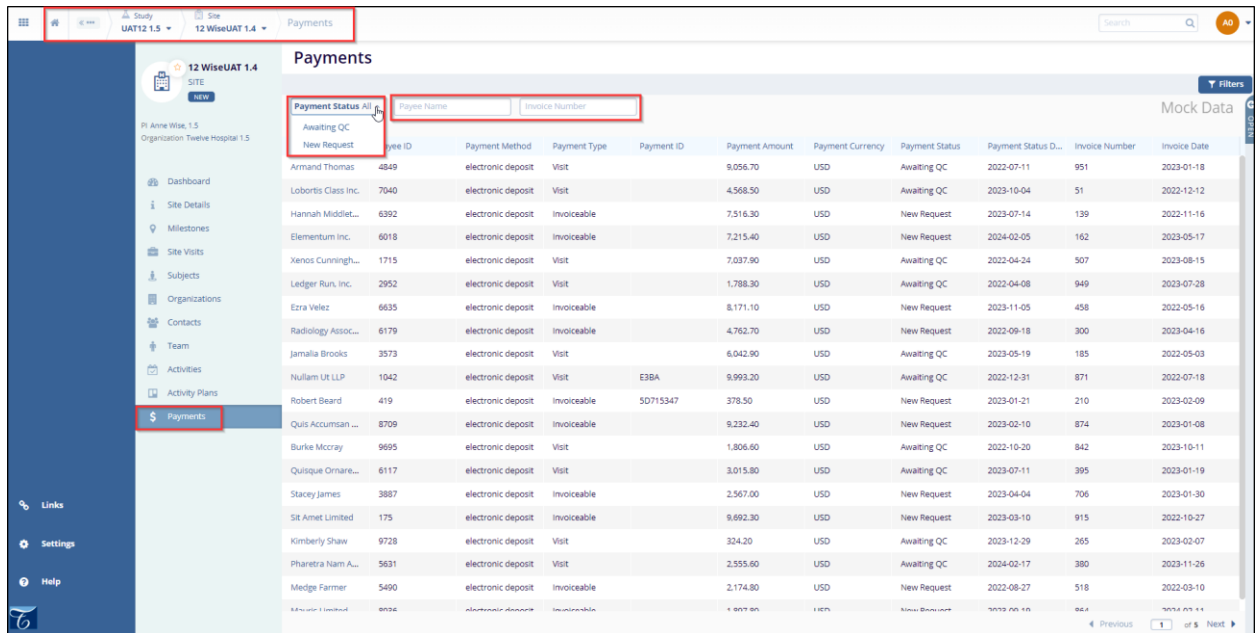 Study
UAT12 1.5
Site
12 WiseUAT 1.4
Payments
Search
AO
12 WiseUAT 1.4
SITE
NEW
PI Anne Wise, 1.5
Organization Twelve Hospital 1.5
Dashboard
Site Details
Milestones
Site Visits
Subjects
Organizations
Contacts
Team
Activities
Activity Plans
$ Payments
Links
Settings
Help
Payments
Filters
Payment Status All
Payee Name
Invoice Number
Mock Data
OPEN
Awaiting QC
New Request
yee ID Payment Method Payment Type Payment ID Payment Amount Payment Currency Payment Status Payment Status D... Invoice Number Invoice Date
Armand Thomas 4849 electronic deposit Visit 9,056.70 USD Awaiting QC 2022-07-11 951 2023-01-18
Lobortis Class Inc. 7040 electronic deposit Visit 4,568.50 USD Awaiting QC 2023-10-04 51 2022-12-12
Hannah Middlet... 6392 electronic deposit Invoiceable 7,516.30 USD New Request 2023-07-14 139 2022-11-16
Elementum Inc. 6018 electronic deposit Invoiceable 7,215.40 USD New Request 2024-02-05 162 2023-05-17
Xenos Cunningh... 1715 electronic deposit Visit 7,037.90 USD Awaiting QC 2022-04-24 507 2023-08-15
Ledger Run, Inc. 2952 electronic deposit Visit 1,788.30 USD Awaiting QC 2022-04-08 949 2023-07-28
Ezra Velez 6635 electronic deposit Invoiceable 8,171.10 USD New Request 2023-11-05 458 2022-05-16
Radiology Assoc... 6179 electronic deposit Invoiceable 4,762.70 USD New Request 2022-09-18 300 2023-04-16
Jamalia Brooks 3573 electronic deposit Visit 6,042.90 USD Awaiting QC 2023-05-19 185 2022-05-03
Nullam Ut LLP 1042 electronic deposit Visit E3BA 9,993.20 USD Awaiting QC 2022-12-31 871 2022-07-18
Robert Beard 419 electronic deposit Invoiceable 5D715347 378.50 USD New Request 2023-01-21 210 2023-02-09
Quis Accumsan ... 8709 electronic deposit Invoiceable 9,232.40 USD New Request 2023-02-10 874 2023-01-08
Burke Mccray 9695 electronic deposit Visit 1,806.60 USD Awaiting QC 2022-10-20 842 2023-10-11
Quisque Ornare... 6117 electronic deposit Visit 3,015.80 USD Awaiting QC 2023-07-11 395 2023-01-19
Stacey James 3887 electronic deposit Invoiceable 2,567.00 USD New Request 2023-04-04 706 2023-01-30
Sit Amet Limited 175 electronic deposit Invoiceable 9,692.30 USD New Request 2023-03-10 915 2022-10-27
Kimberly Shaw 9728 electronic deposit Visit 324.20 USD Awaiting QC 2023-12-29 265 2023-02-07
Pharetra Nam A... 5631 electronic deposit Visit 2,555.60 USD Awaiting QC 2024-02-17 380 2023-11-26
Medge Farmer 5490 electronic deposit Invoiceable 2,174.80 USD New Request 2022-08-27 518 2022-03-10
Mauris Limited 8036 electronic deposit Invoiceable 1,807.80 USD New Request 2023-09-19 864
Previous 1 of 5 Next